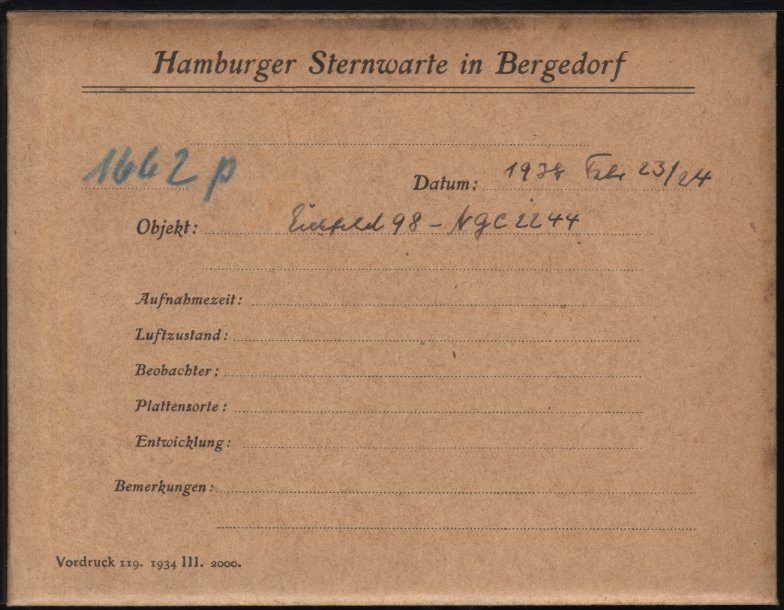 Hamburger Sternwarte in Bergedorf
1662 p
Datum: 1938 Febr 23/24
Objekt: Eichfeld 98 – NGC 2244
Aufnahmezeit:
Luftzustand:
Beobachter:
Plattensorte:
Entwicklung:
Bemerkungen:
Vordruck 119. 1934 III. 2000.